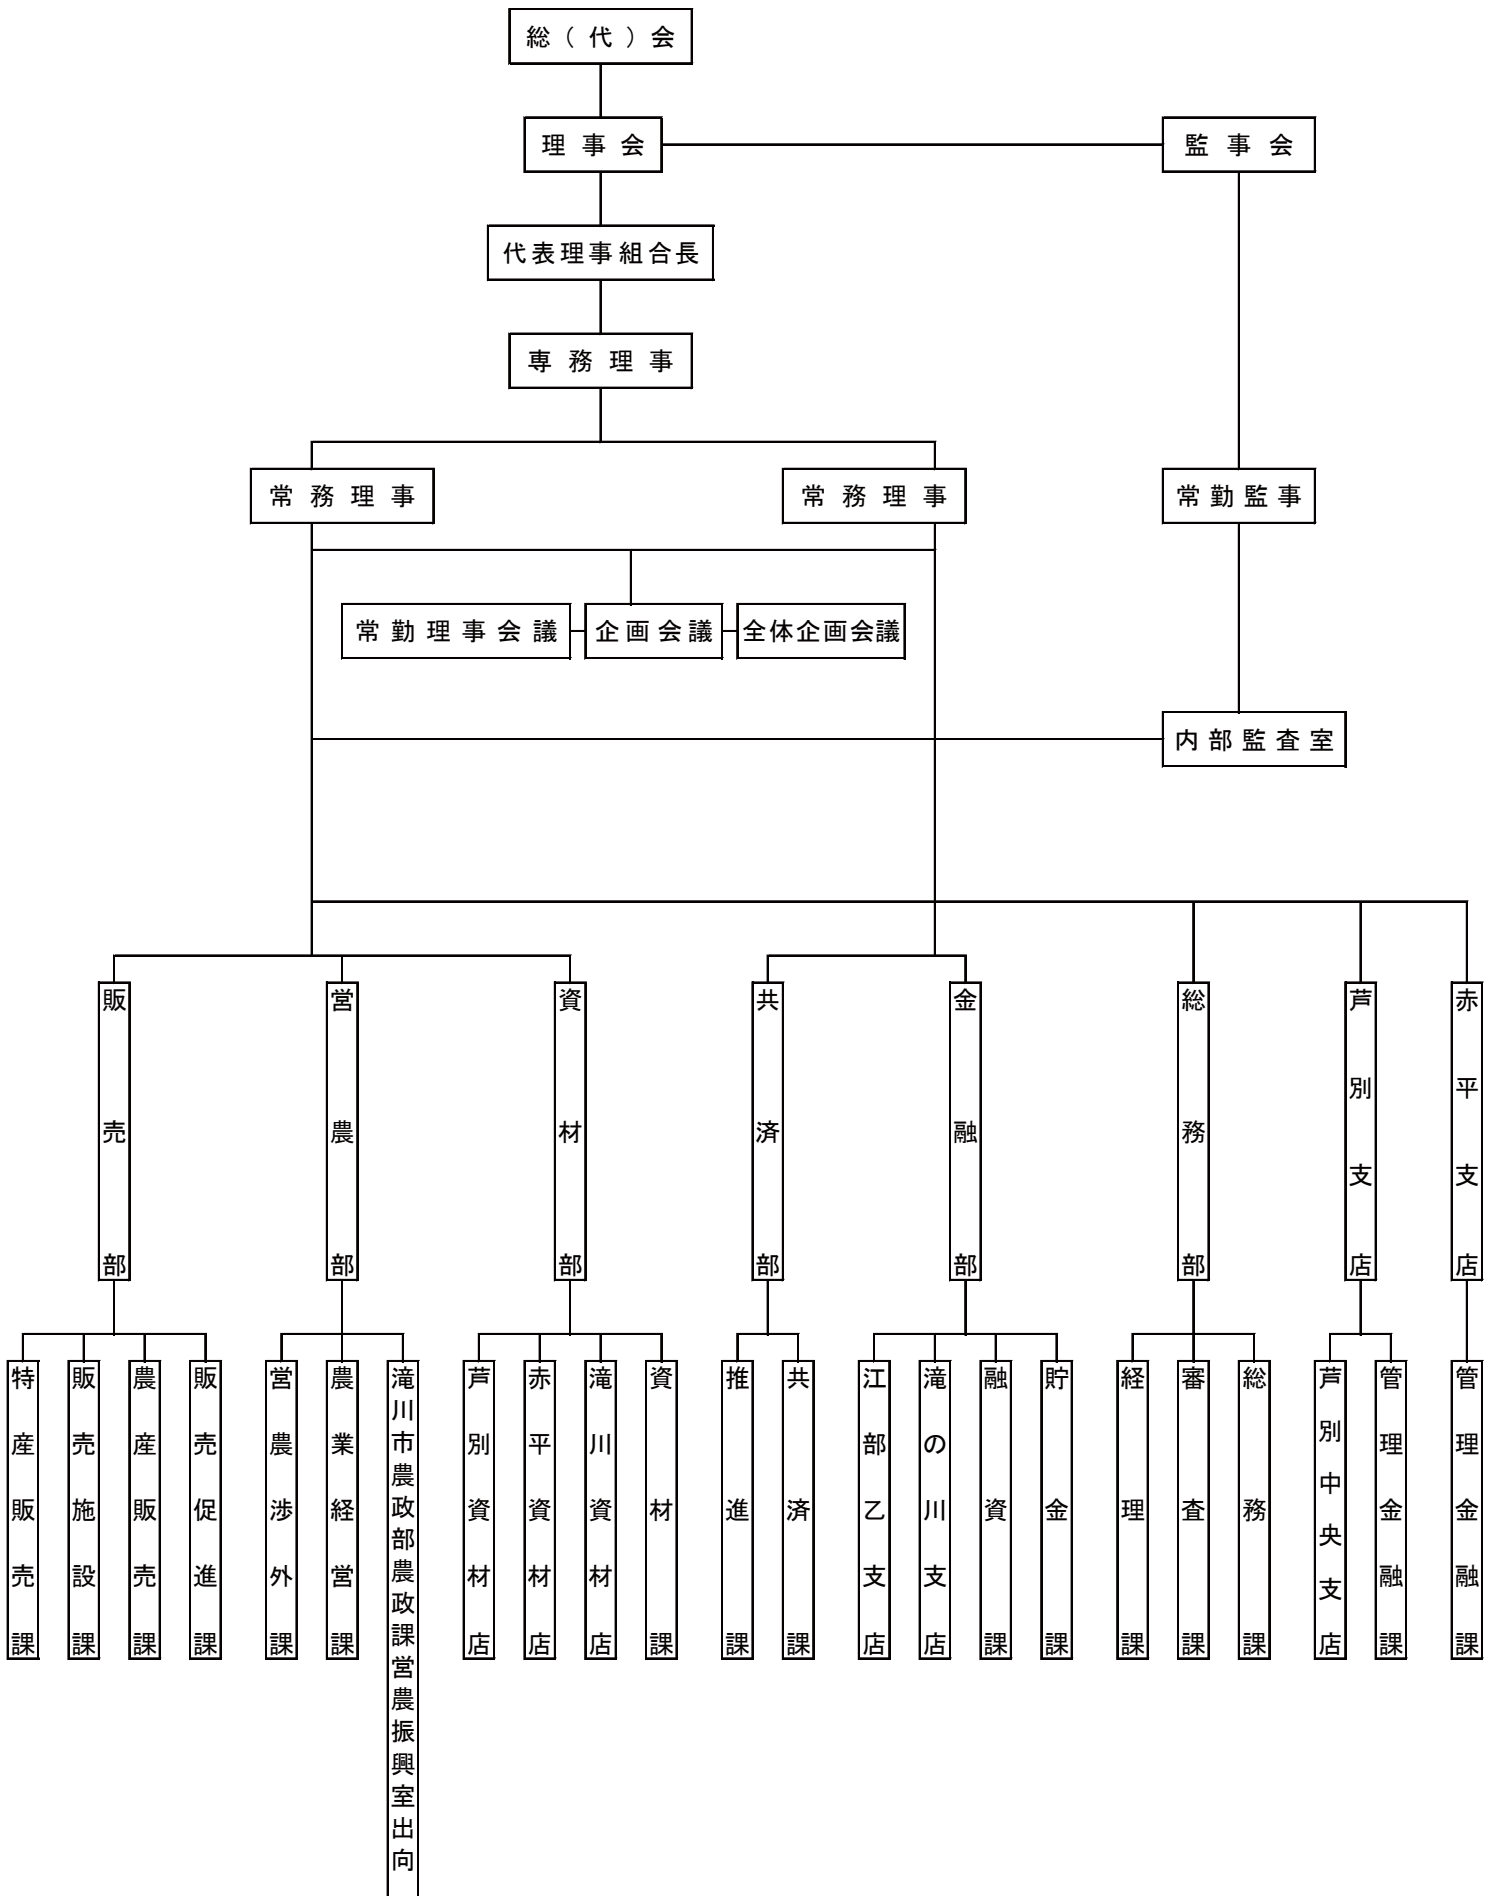 総（代）会
理事会
監事会
代表理事組合長
専務理事
常務理事
常務理事
常勤監事
常勤理事会議
企画会議
全体企画会議
内部監査室
販売部
営農部
資材部
共済部
金融部
総務部
芦別支店
赤平支店
特産販売課
販売施設課
農産販売課
販売促進課
営農渉外課
農業経営課
滝川市農政部農政課営農振興室出向
芦別資材店
赤平資材店
滝川資材店
資材課
推進課
共済課
江部乙支店
滝の川支店
融資課
貯金課
経理課
審査課
総務課
芦別中央支店
管理金融課
管理金融課